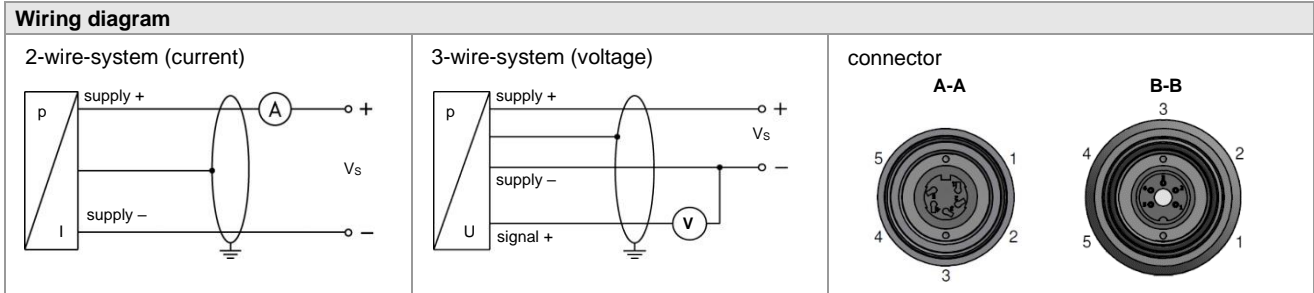 Wiring diagram
2-wire-system (current)
p
I
supply +
A
+
Vs
supply –
–
3-wire-system (voltage)
p
U
supply +
+
Vs
–
supply –
V
signal +
connector
A-A
5
1
4
2
3
B-B
3
4
2
5
1